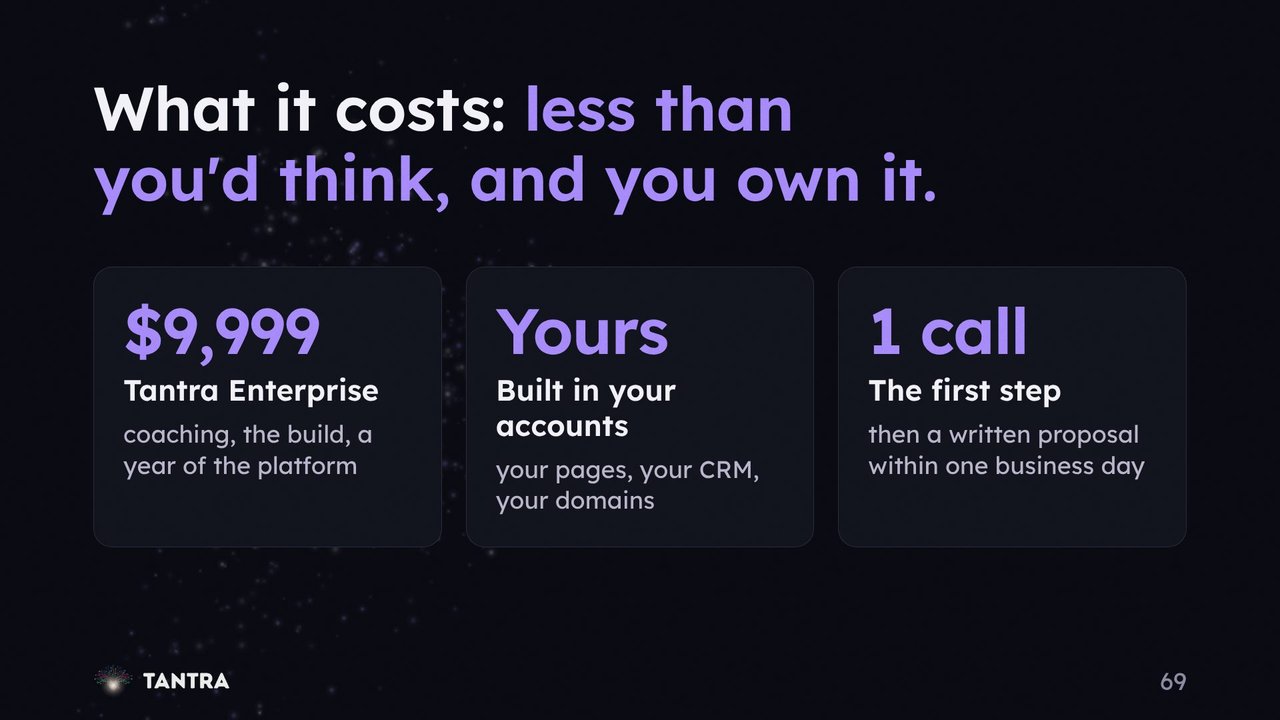 What it costs: less than
you'd think, and you own it.
$9,999
Tantra Enterprise
coaching, the build, a
year of the platform
Yours
Built in your
accounts
your pages, your CRM,
your domains
1 call
The first step
then a written proposal
within one business day
TANTRA
69